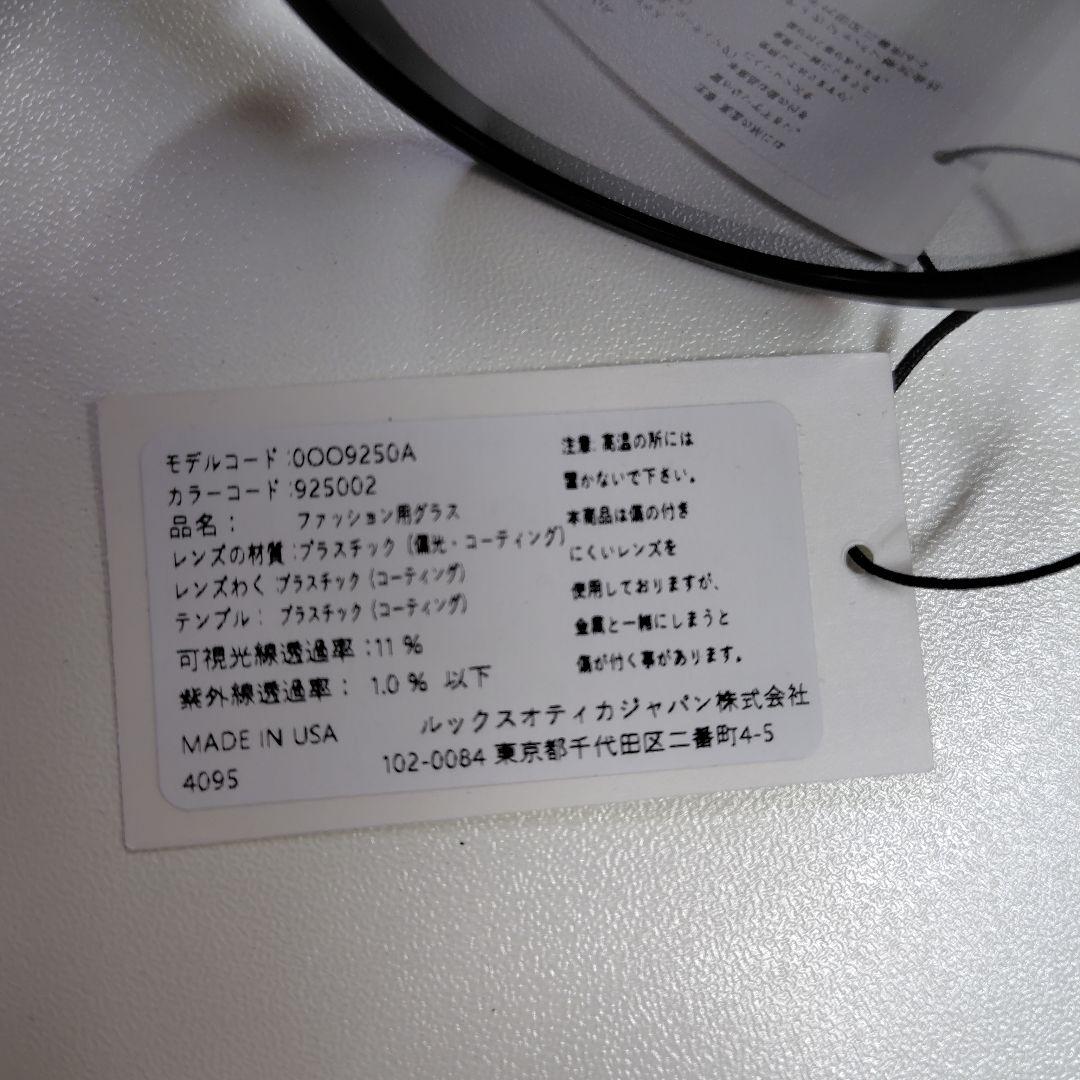 モデルコード :0OO9250A
カラーコード :925002
品名： ファッション用グラス
レンズの材質 :プラスチック (偏光・コーティング)
レンズわく プラスチック (コーティング)
テンプル： プラスチック (コーティング)
可視光線透過率 :11 %
紫外線透過率： 1.0 % 以下
MADE IN USA
4095
注意: 高温の所には
置かないで下さい。
本商品は傷の付き
にくいレンズを
使用しておりますが、
金属と一緒にしまうと
傷が付く事があります。
ルックスオティカジャパン株式会社
102-0084 東京都千代田区二番町4-5